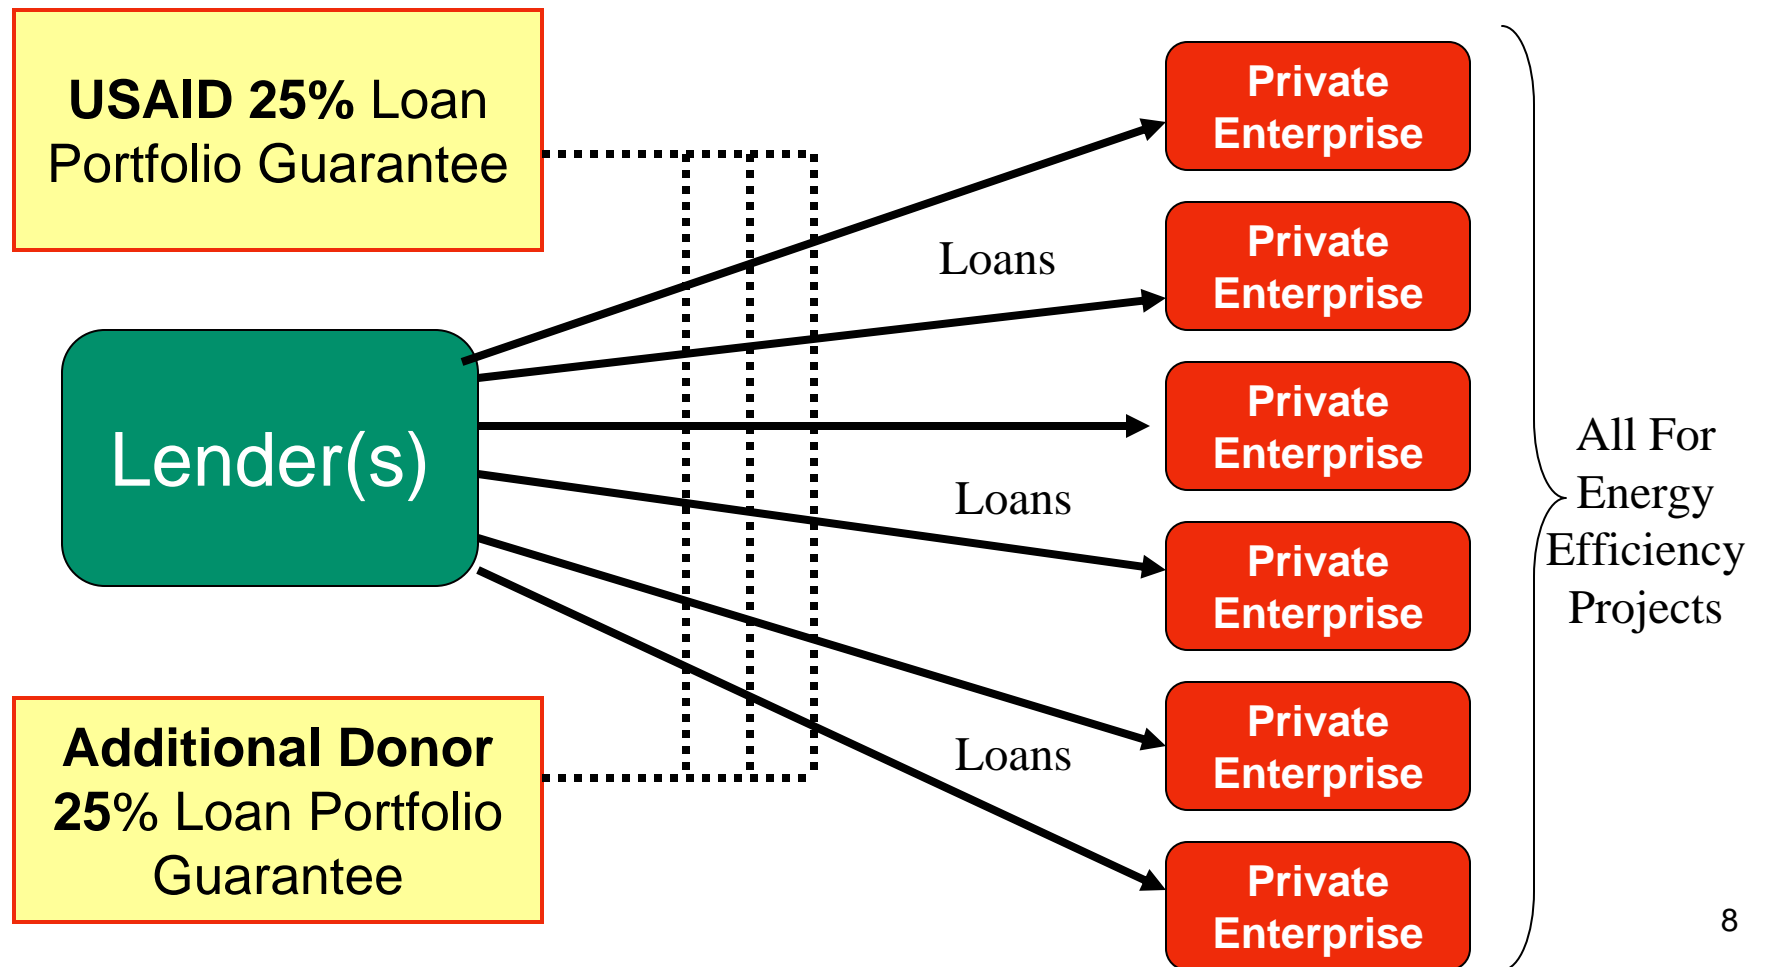 USAID 25% Loan
Portfolio Guarantee
Lender(s)
Additional Donor
25% Loan Portfolio
Guarantee
Loans
Loans
Loans
Private
Enterprise
Private
Enterprise
Private
Enterprise
Private
Enterprise
Private
Enterprise
Private
Enterprise
All For
Energy
Efficiency
Projects
8